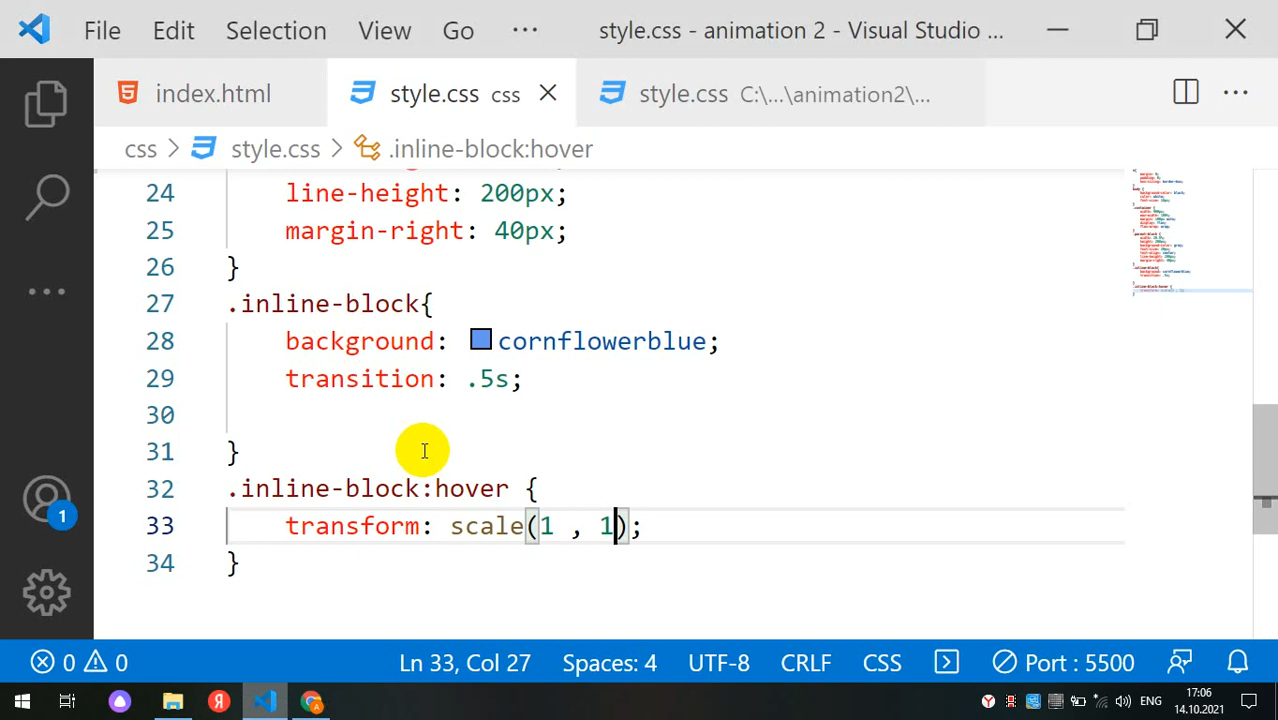 File Edit Selection View Go ··· style.css - animation 2 - Visual Studio ...
index.html style.css css style.css C:\...\animation2\...
css > style.css > .inline-block:hover
24 line-height: 200px;
25 margin-right: 40px;
26 }
27 .inline-block{
28 background: cornflowerblue;
29 transition: .5s;
30
31 }
32 .inline-block:hover {
33 transform: scale(1 , 1);
34 }
1
0 0 Ln 33, Col 27 Spaces: 4 UTF-8 CRLF CSS Port : 5500
ENG 17:06
14.10.2021